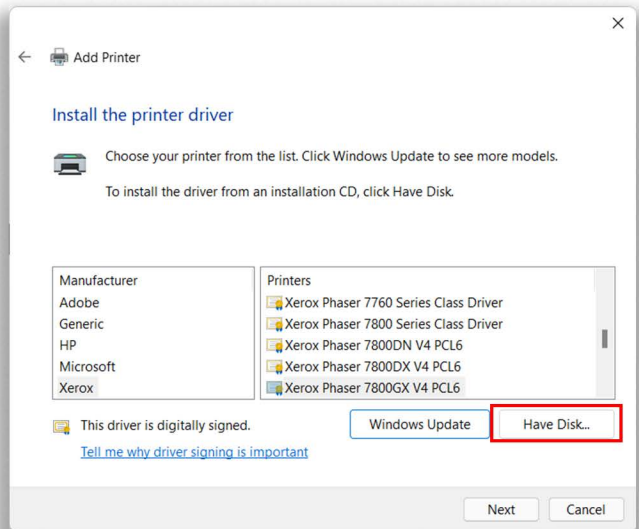 Add Printer
Install the printer driver
Choose your printer from the list. Click Windows Update to see more models.
To install the driver from an installation CD, click Have Disk.
Manufacturer
Adobe
Generic
HP
Microsoft
Xerox
Printers
Xerox Phaser 7760 Series Class Driver
Xerox Phaser 7800 Series Class Driver
Xerox Phaser 7800DN V4 PCL6
Xerox Phaser 7800DX V4 PCL6
Xerox Phaser 7800GX V4 PCL6
This driver is digitally signed.
Windows Update
Have Disk...
Tell me why driver signing is important
Next
Cancel